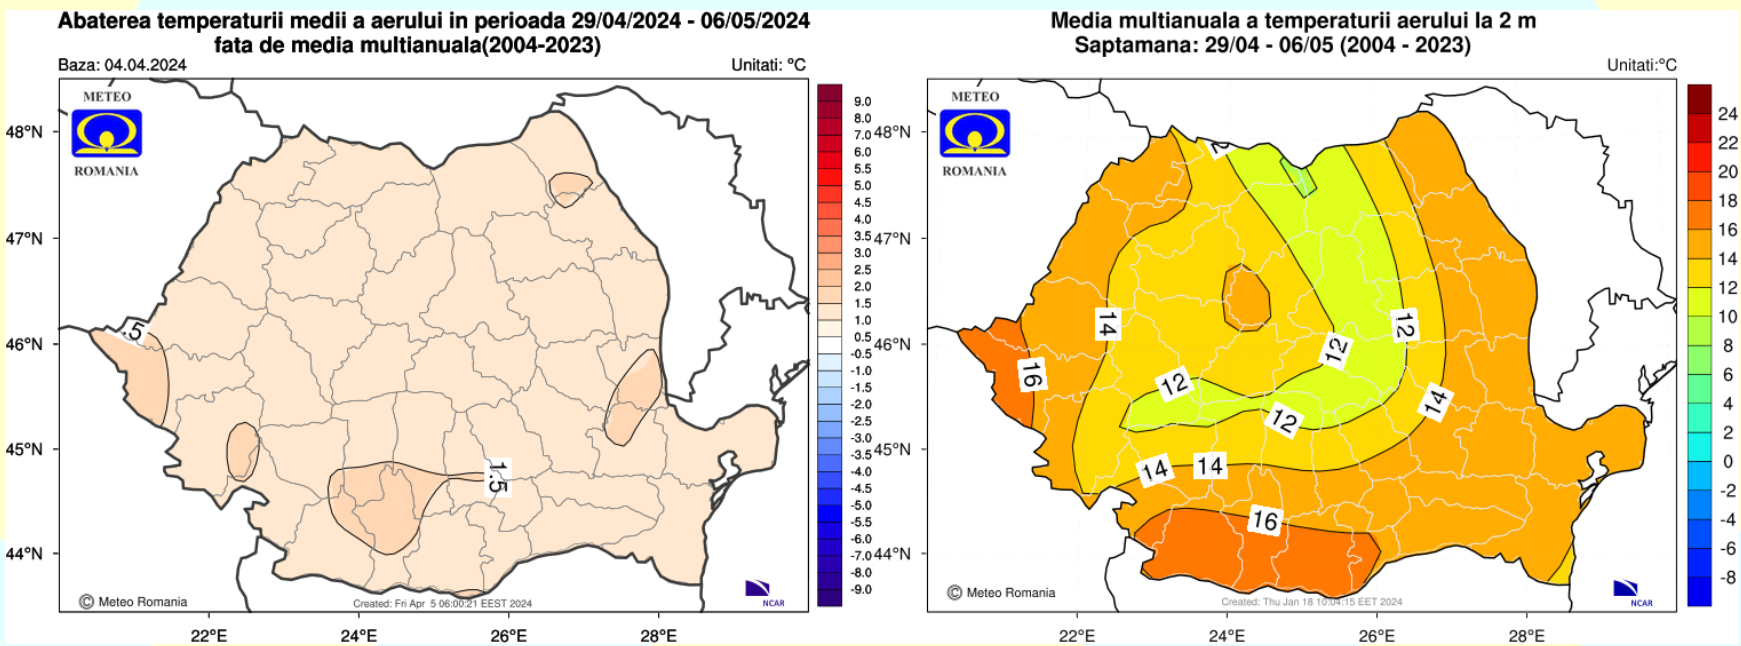 Abaterea temperaturii medii a aerului in perioada 29/04/2024 - 06/05/2024
fata de media multianuala(2004-2023)
Baza: 04.04.2024
Unitati: °C
METEO
ROMANIA
48°N
47°N
46°N
45°N
44°N
.5
1.5
9.0
8.0
7.0
6.0
5.5
5.0
4.5
4.0
3.5
3.0
2.5
2.0
1.5
1.0
0.5
-0.5
-1.0
-1.5
-2.0
-2.5
-3.0
-3.5
-4.0
-4.5
-5.0
-5.5
-6.0
-7.0
-8.0
-9.0
© Meteo Romania
Created: Fri Apr 5 06:00:21 EEST 2024
NCAR
22°E
24°E
26°E
28°E
Media multianuala a temperaturii aerului la 2 m
Saptamana: 29/04 - 06/05 (2004 - 2023)
Unitati:°C
METEO
ROMANIA
48°N
47°N
46°N
45°N
44°N
14
12
12
16
12
14
12
14
14
16
24
22
20
18
16
14
12
10
8
6
4
2
0
-2
-4
-6
-8
© Meteo Romania
Created: Thu Jan 18 10:04:15 EET 2024
NCAR
22°E
24°E
26°E
28°E